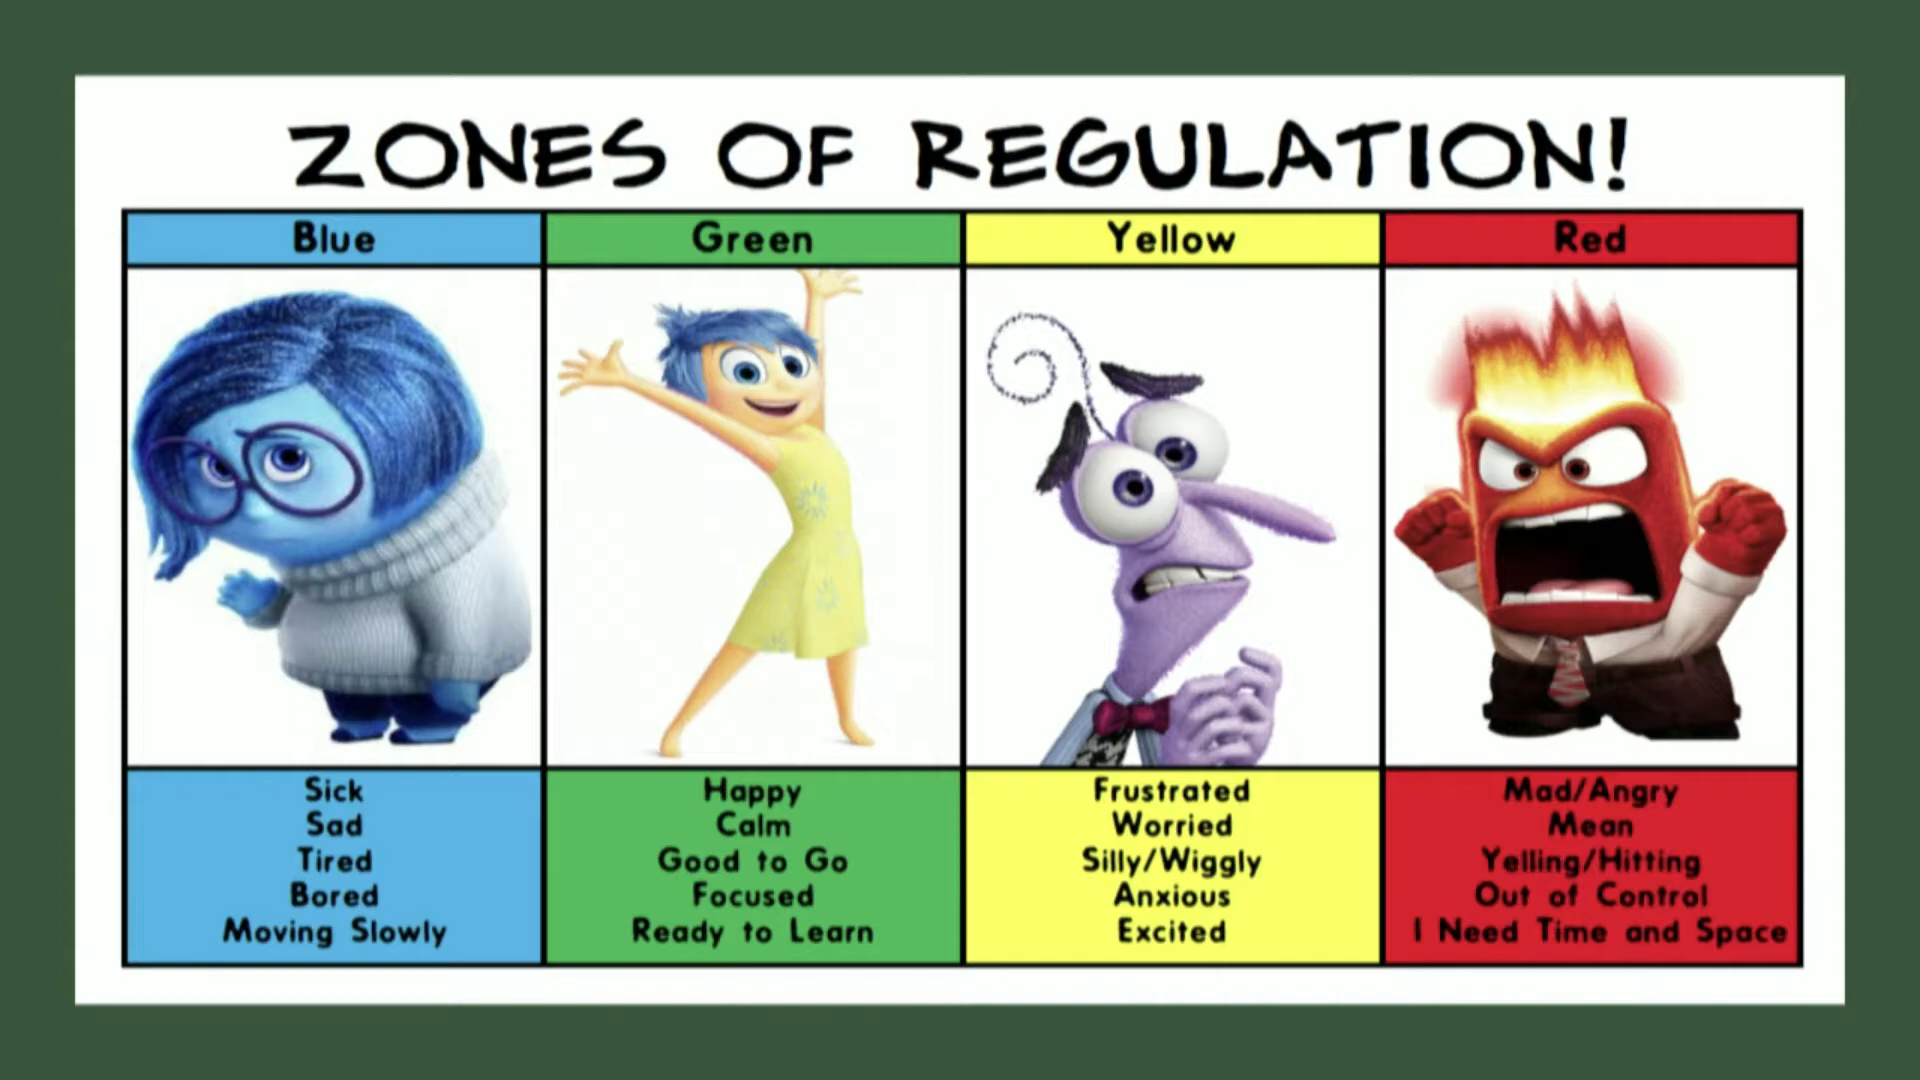 ZONES OF REGULATION!
Blue
Green
Yellow
Red
Sick
Sad
Tired
Bored
Moving Slowly
Happy
Calm
Good to Go
Focused
Ready to Learn
Frustrated
Worried
Silly/Wiggly
Anxious
Excited
Mad/Angry
Mean
Yelling/Hitting
Out of Control
I Need Time and Space